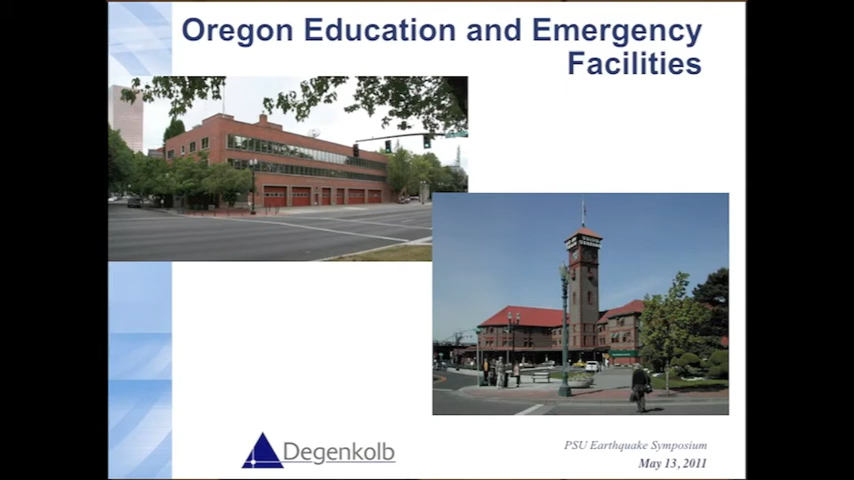 Oregon Education and Emergency
Facilities
Degenkolb
PSU Earthquake Symposium
May 13, 2011